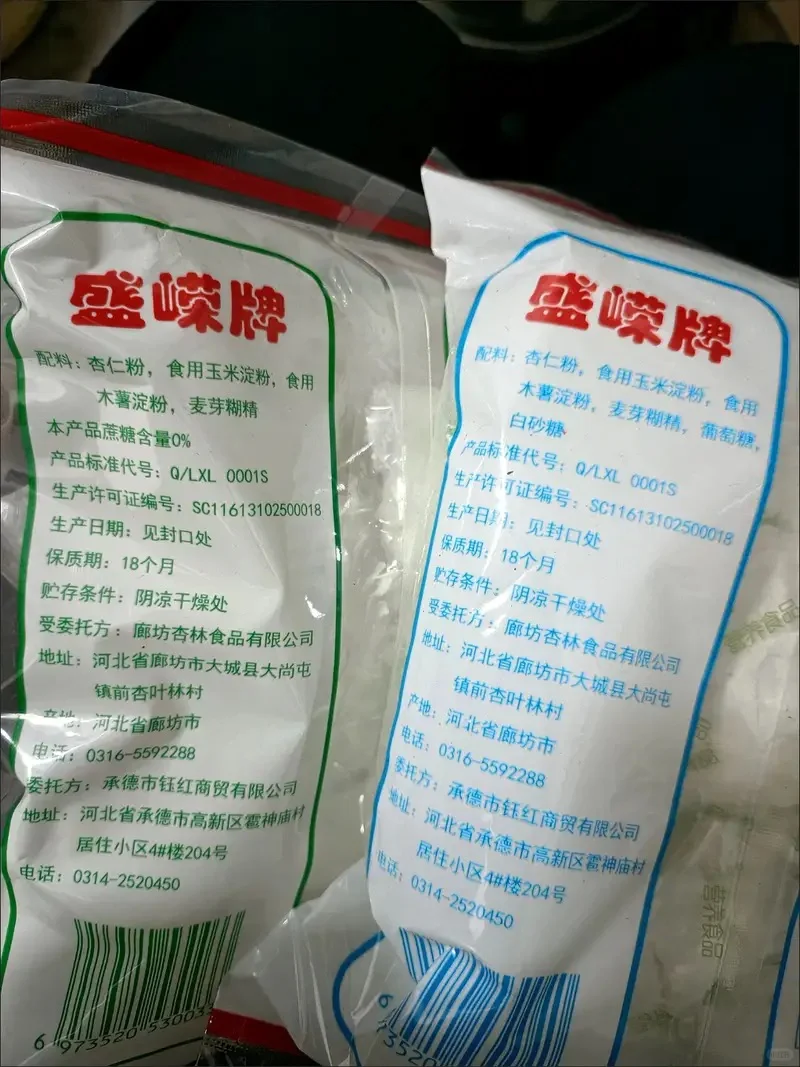 盛嵘牌
配料：杏仁粉，食用玉米淀粉，食用
木薯淀粉，麦芽糊精
本产品蔗糖含量0%
产品标准代号：Q/LXL 0001S
生产许可证编号：SC11613102500018
生产日期：见封口处
保质期：18个月
贮存条件：阴凉干燥处
受委托方：廊坊杏林食品有限公司
地址：河北省廊坊市大城县大尚屯
镇前杏叶林村
产地：河北省廊坊市
电话：0316-5592288
委托方：承德市钰红商贸有限公司
地址：河北省承德市高新区雹神庙村
居住小区4#楼204号
电话：0314-2520450
6 973520 53003
盛嵘牌
配料：杏仁粉，食用玉米淀粉，食用
木薯淀粉，麦芽糊精，葡萄糖，
白砂糖
产品标准代号：Q/LXL 0001S
生产许可证编号：SC11613102500018
生产日期：见封口处
保质期：18个月
贮存条件：阴凉干燥处
受委托方：廊坊杏林食品有限公司
地址：河北省廊坊市大城县大尚屯
镇前杏叶林村
产地：河北省廊坊市
电话：0316-5592288
委托方：承德市钰红商贸有限公司
地址：河北省承德市高新区雹神庙村
居住小区4#楼204号
电话：0314-2520450
6 73520
营养食品